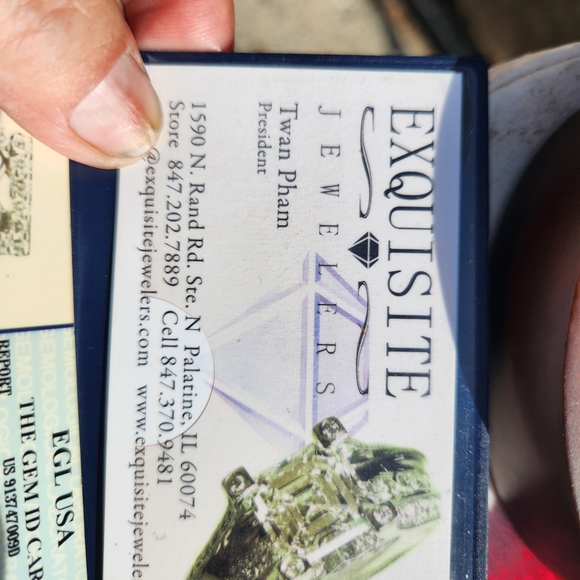 EXQUISITE
JEWELERS
Twan Pham
President
1590 N. Rand Rd. Ste. N Palatine, IL 60074
Store 847.202.7889 Cell 847.370.9481
@exquisitejewelers.com www.exquisitejewele
EGL USA
THE GEM ID CAR
REPORT US 91374709D